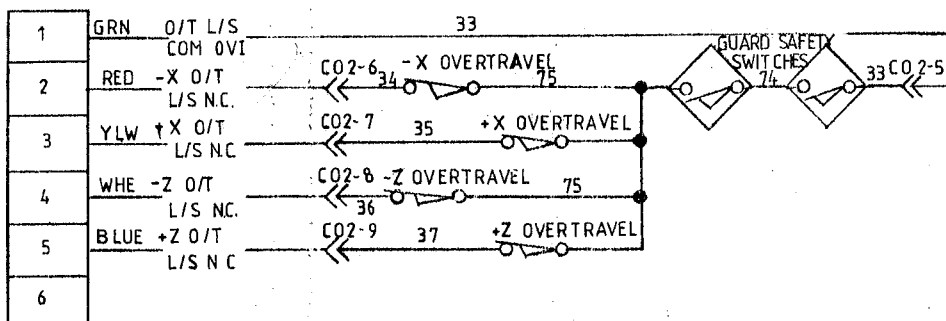 1 GRN O/T L/S 33
COM OVI
GUARD SAFETY
SWITCHES
2 RED -X O/T CO2-6 34 -X OVERTRAVEL 75 74 33 CO2-5
L/S N.C.
3 YLW +X O/T CO2-7 35 +X OVERTRAVEL
L/S N.C
4 WHE -Z O/T CO2-8 36 -Z OVERTRAVEL 75
L/S N.C.
5 BLUE +Z O/T CO2-9 37 +Z OVERTRAVEL
L/S N C
6